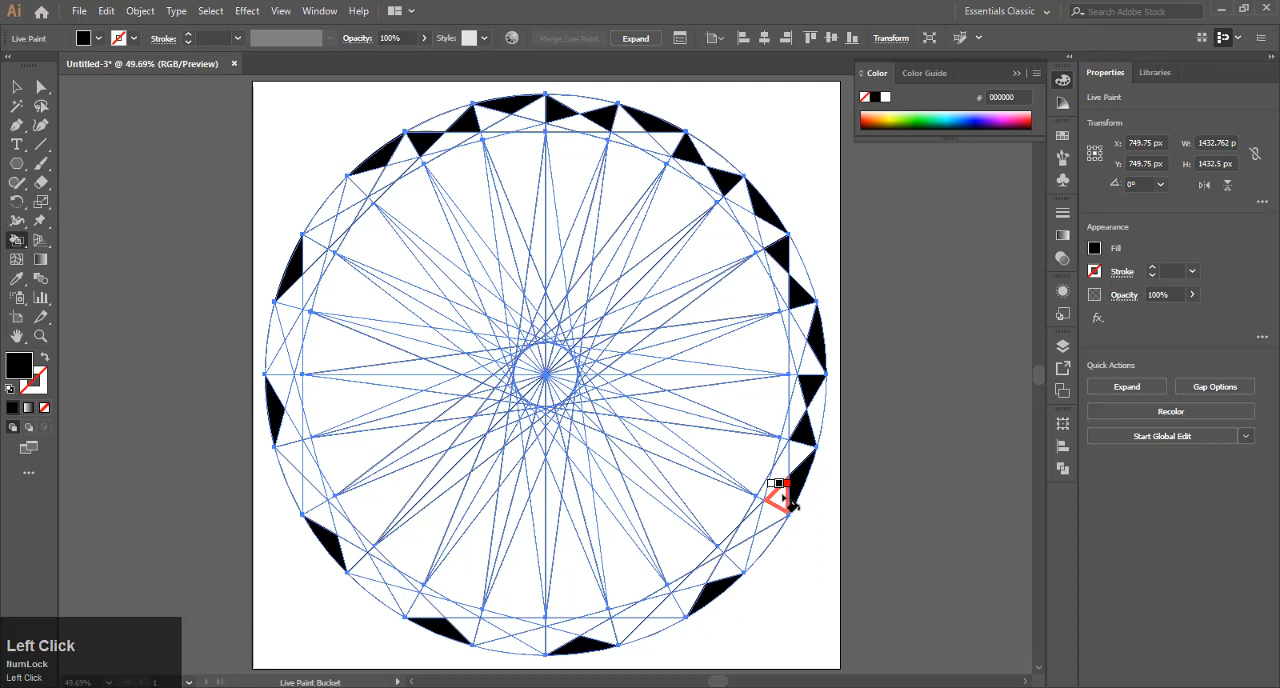 Ai File Edit Object Type Select Effect View Window Help Essentials Classic Search Adobe Stock
Live Paint Stroke: Opacity: 100% Style: Merge Live Paint Expand Transform
Untitled-3* @ 49.69% (RGB/Preview) ×
Color Color Guide
# 000000
Properties Libraries
Live Paint
Transform
X: 749.75 px W: 1432.762 p
Y: 749.75 px H: 1432.5 px
0°
Appearance
Fill
Stroke
Opacity 100%
fx.
Quick Actions
Expand Gap Options
Recolor
Start Global Edit
Left Click
NumLock
Left Click
49.69% 1 Live Paint Bucket